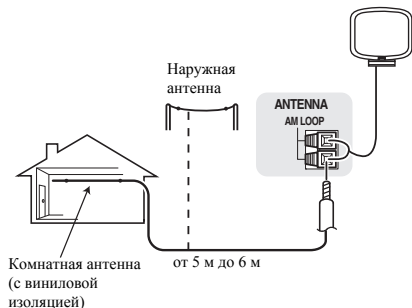 Наружная
антенна
ANTENNA
AM LOOP
Комнатная антенна
(с виниловой
изоляцией)
от 5 м до 6 м